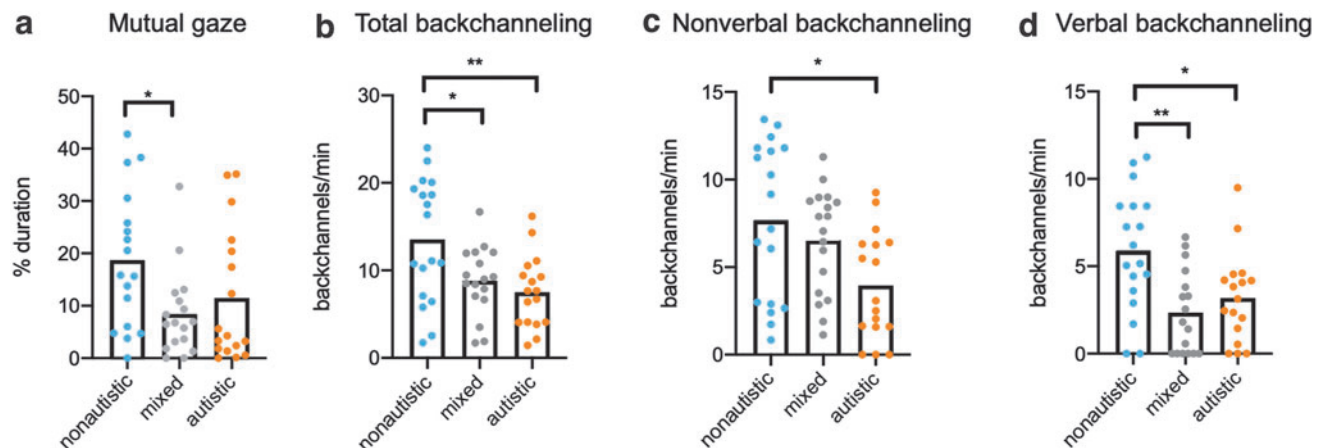 a Mutual gaze
*
50
40
30
20
10
0
% duration
nonautistic
mixed
autistic
b Total backchanneling
**
*
30
20
10
0
backchannels/min
nonautistic
mixed
autistic
c Nonverbal backchanneling
*
15
10
5
0
backchannels/min
nonautistic
mixed
autistic
d Verbal backchanneling
*
**
15
10
5
0
backchannels/min
nonautistic
mixed
autistic